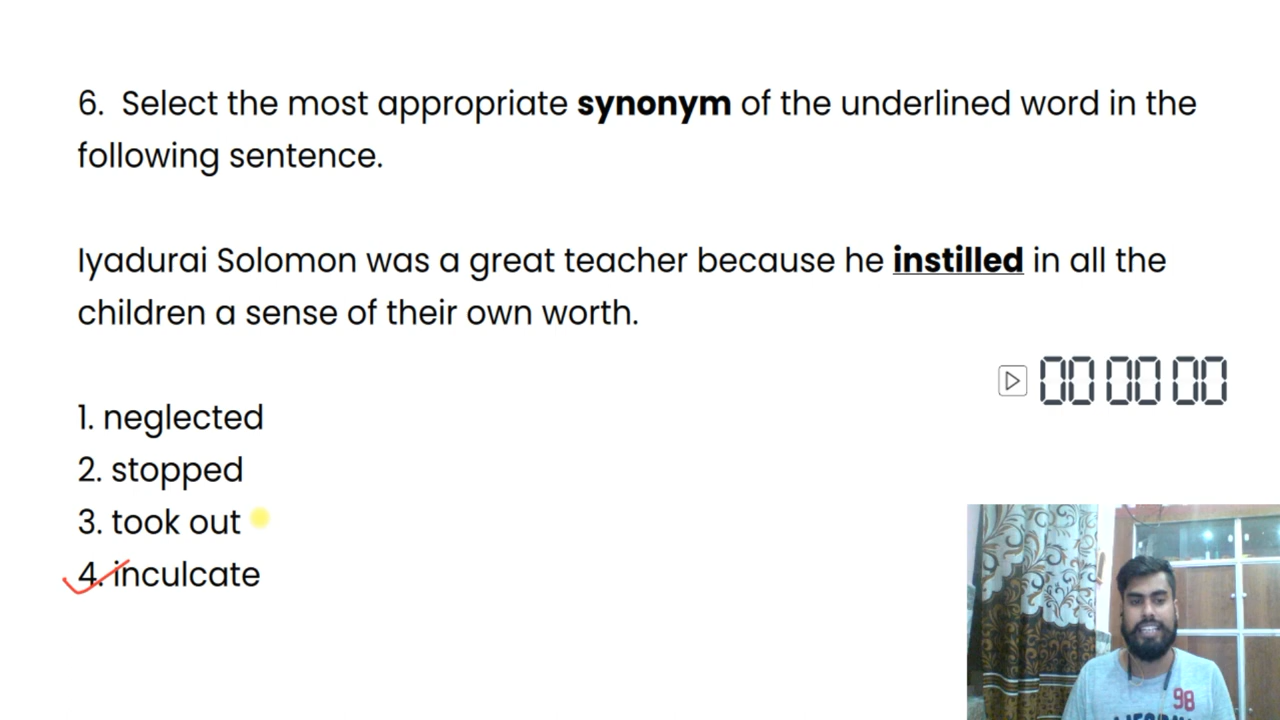 6. Select the most appropriate synonym of the underlined word in the
following sentence.
Iyadurai Solomon was a great teacher because he instilled in all the
children a sense of their own worth.
00 00 00
1. neglected
2. stopped
3. took out
4. inculcate
98